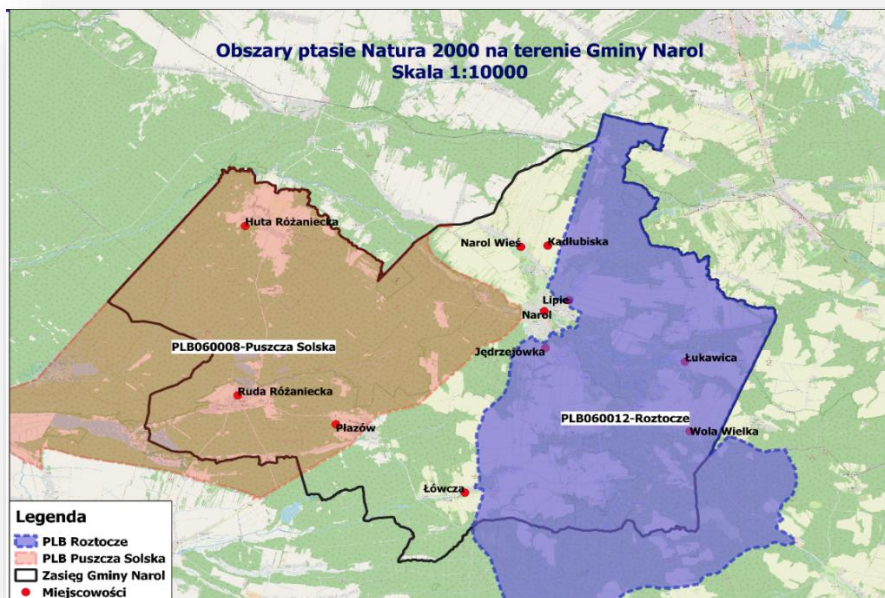 Obszary ptasie Natura 2000 na terenie Gminy Narol
Skala 1:10000
Huta Różaniecka
Narol Wieś
Kadłubiska
Lipie
Narol
Jędrzejówka
PLB060008-Puszcza Solska
Łukawica
Ruda Różaniecka
PLB060012-Roztocze
Płazów
Wola Wielka
Łówcza
Legenda
PLB Roztocze
PLB Puszcza Solska
Zasięg Gminy Narol
Miejscowości